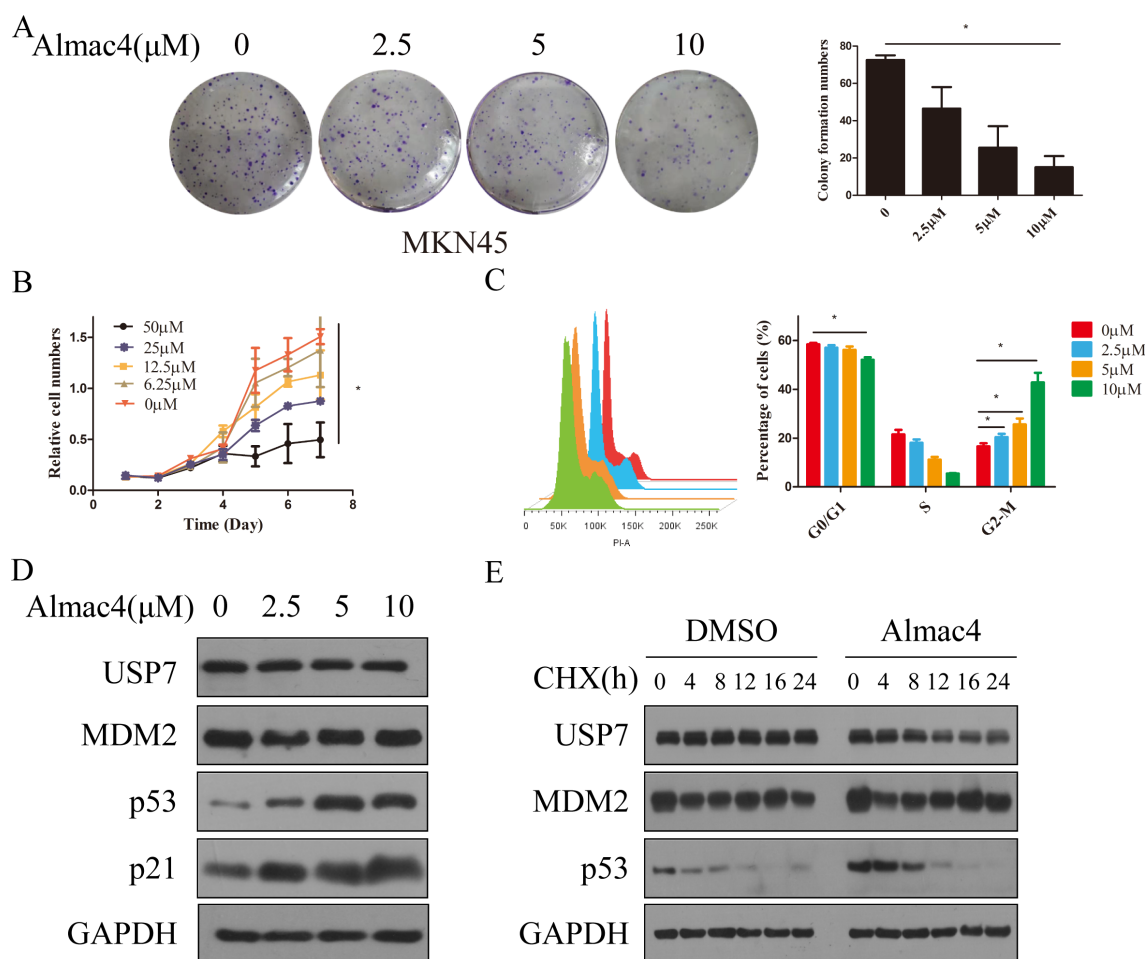 A
Almac4(μM) 0 2.5 5 10
MKN45
Colony formation numbers
80
60
40
20
0
*
0 2.5μM 5μM 10μM
B
Relative cell numbers
1.5
1.0
0.5
0.0
50μM
25μM
12.5μM
6.25μM
0μM
*
0 2 4 6 8
Time (Day)
C
0 50K 100K 150K 200K 250K
PI-A
Percentage of cells (%)
60
40
20
0
*
*
*
*
G0/G1 S G2-M
0μM
2.5μM
5μM
10μM
D
Almac4(μM) 0 2.5 5 10
USP7
MDM2
p53
p21
GAPDH
E
DMSO Almac4
CHX(h) 0 4 8 12 16 24 0 4 8 12 16 24
USP7
MDM2
p53
GAPDH